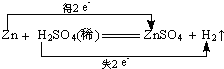 得2 e⁻
Zn + H₂SO₄(稀)══ZnSO₄ + H₂↑
失2 e⁻